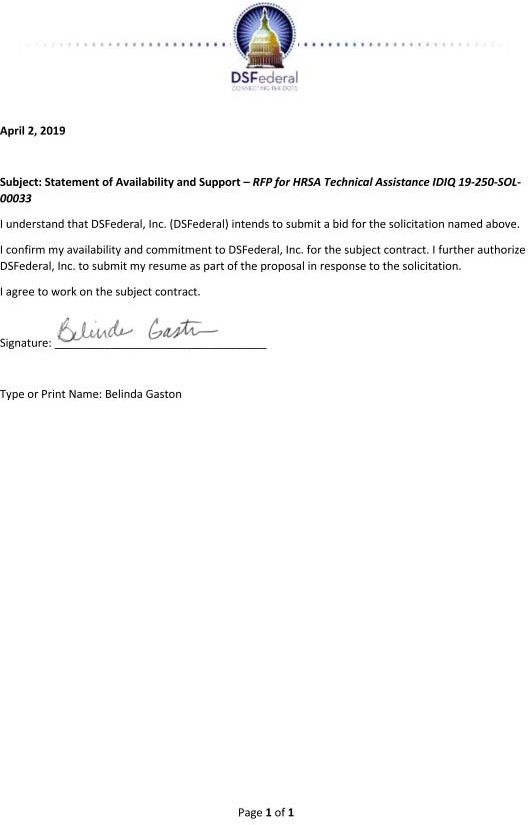 DSFederal
CONNECTING THE DOTS
April 2, 2019
Subject: Statement of Availability and Support – RFP for HRSA Technical Assistance IDIQ 19-250-SOL-
00033
I understand that DSFederal, Inc. (DSFederal) intends to submit a bid for the solicitation named above.
I confirm my availability and commitment to DSFederal, Inc. for the subject contract. I further authorize
DSFederal, Inc. to submit my resume as part of the proposal in response to the solicitation.
I agree to work on the subject contract.
Signature: Belinda Gaston
Type or Print Name: Belinda Gaston
Page 1 of 1